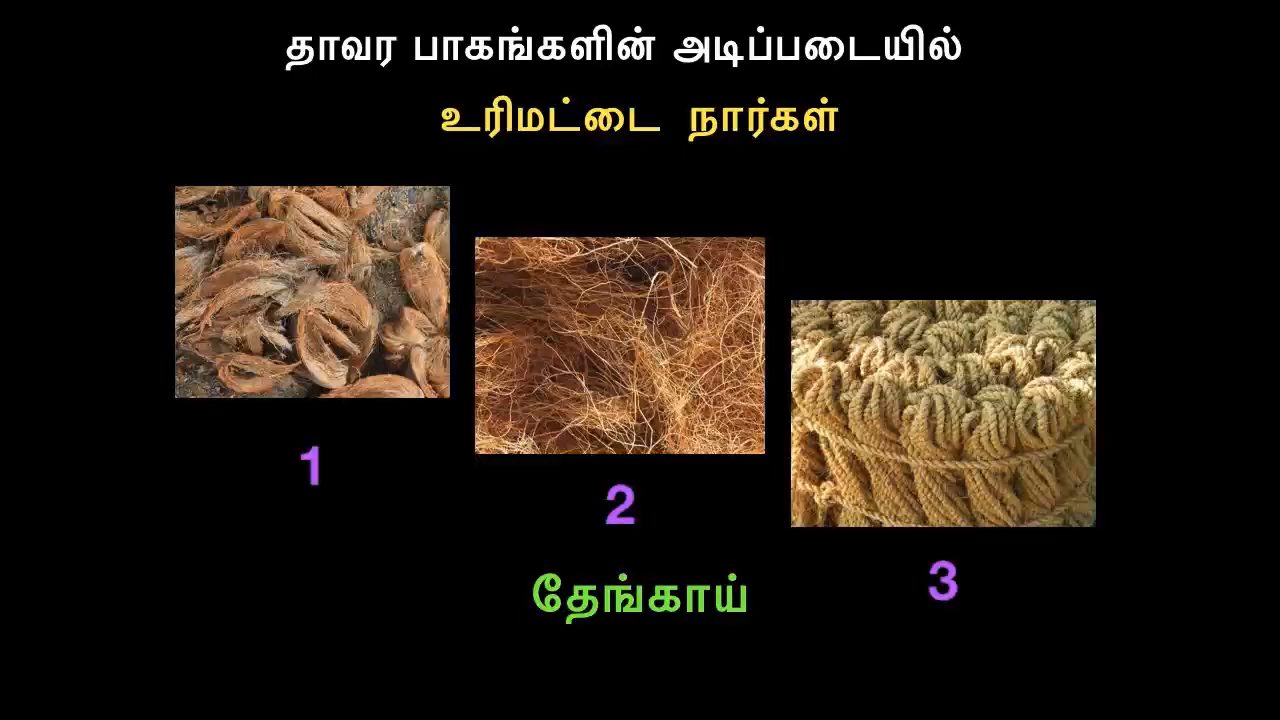 தாவர பாகங்களின் அடிப்படையில்
உரிமட்டை நார்கள்
1
2
3
தேங்காய்